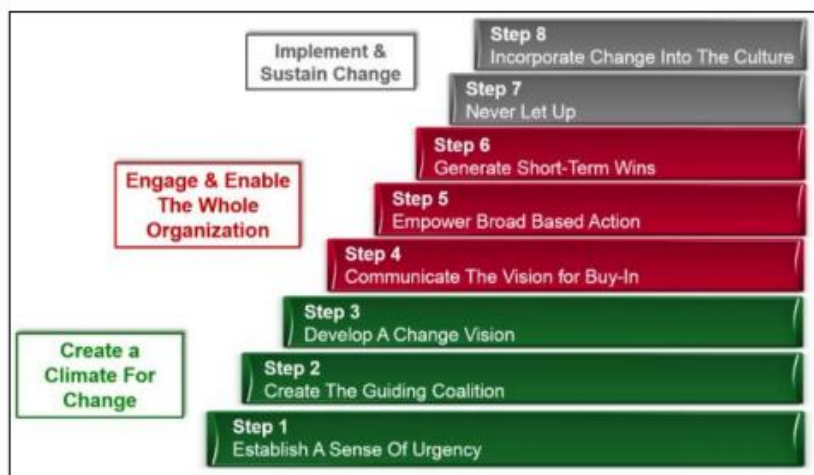 Implement &
Sustain Change
Step 8
Incorporate Change Into The Culture
Step 7
Never Let Up
Step 6
Generate Short-Term Wins
Engage & Enable
The Whole
Organization
Step 5
Empower Broad Based Action
Step 4
Communicate The Vision for Buy-In
Step 3
Develop A Change Vision
Create a
Climate For
Change
Step 2
Create The Guiding Coalition
Step 1
Establish A Sense Of Urgency